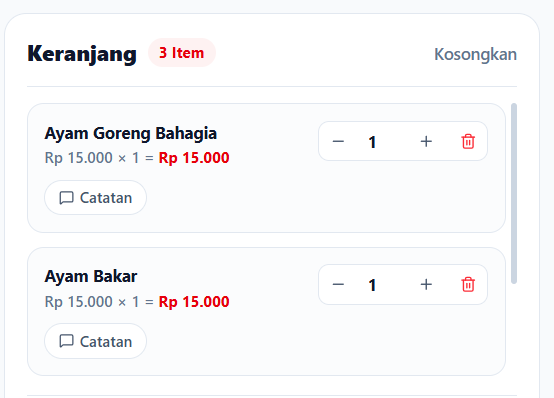 Keranjang 3 Item Kosongkan
Ayam Goreng Bahagia
Rp 15.000 × 1 = Rp 15.000
− 1 +
Catatan
Ayam Bakar
Rp 15.000 × 1 = Rp 15.000
− 1 +
Catatan